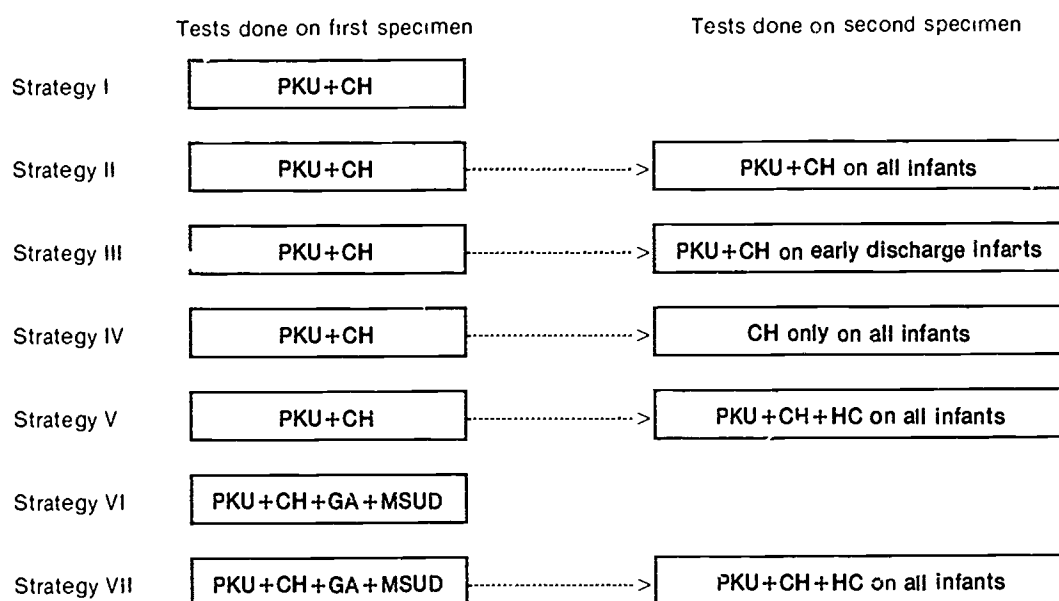 Tests done on first specimen    Tests done on second specimen
Strategy I    PKU+CH
Strategy II    PKU+CH    PKU+CH on all infants
Strategy III    PKU+CH    PKU+CH on early discharge infarts
Strategy IV    PKU+CH    CH only on all infants
Strategy V    PKU+CH    PKU+CH+HC on all infants
Strategy VI    PKU+CH+GA+MSUD
Strategy VII    PKU+CH+GA+MSUD    PKU+CH+HC on all infants